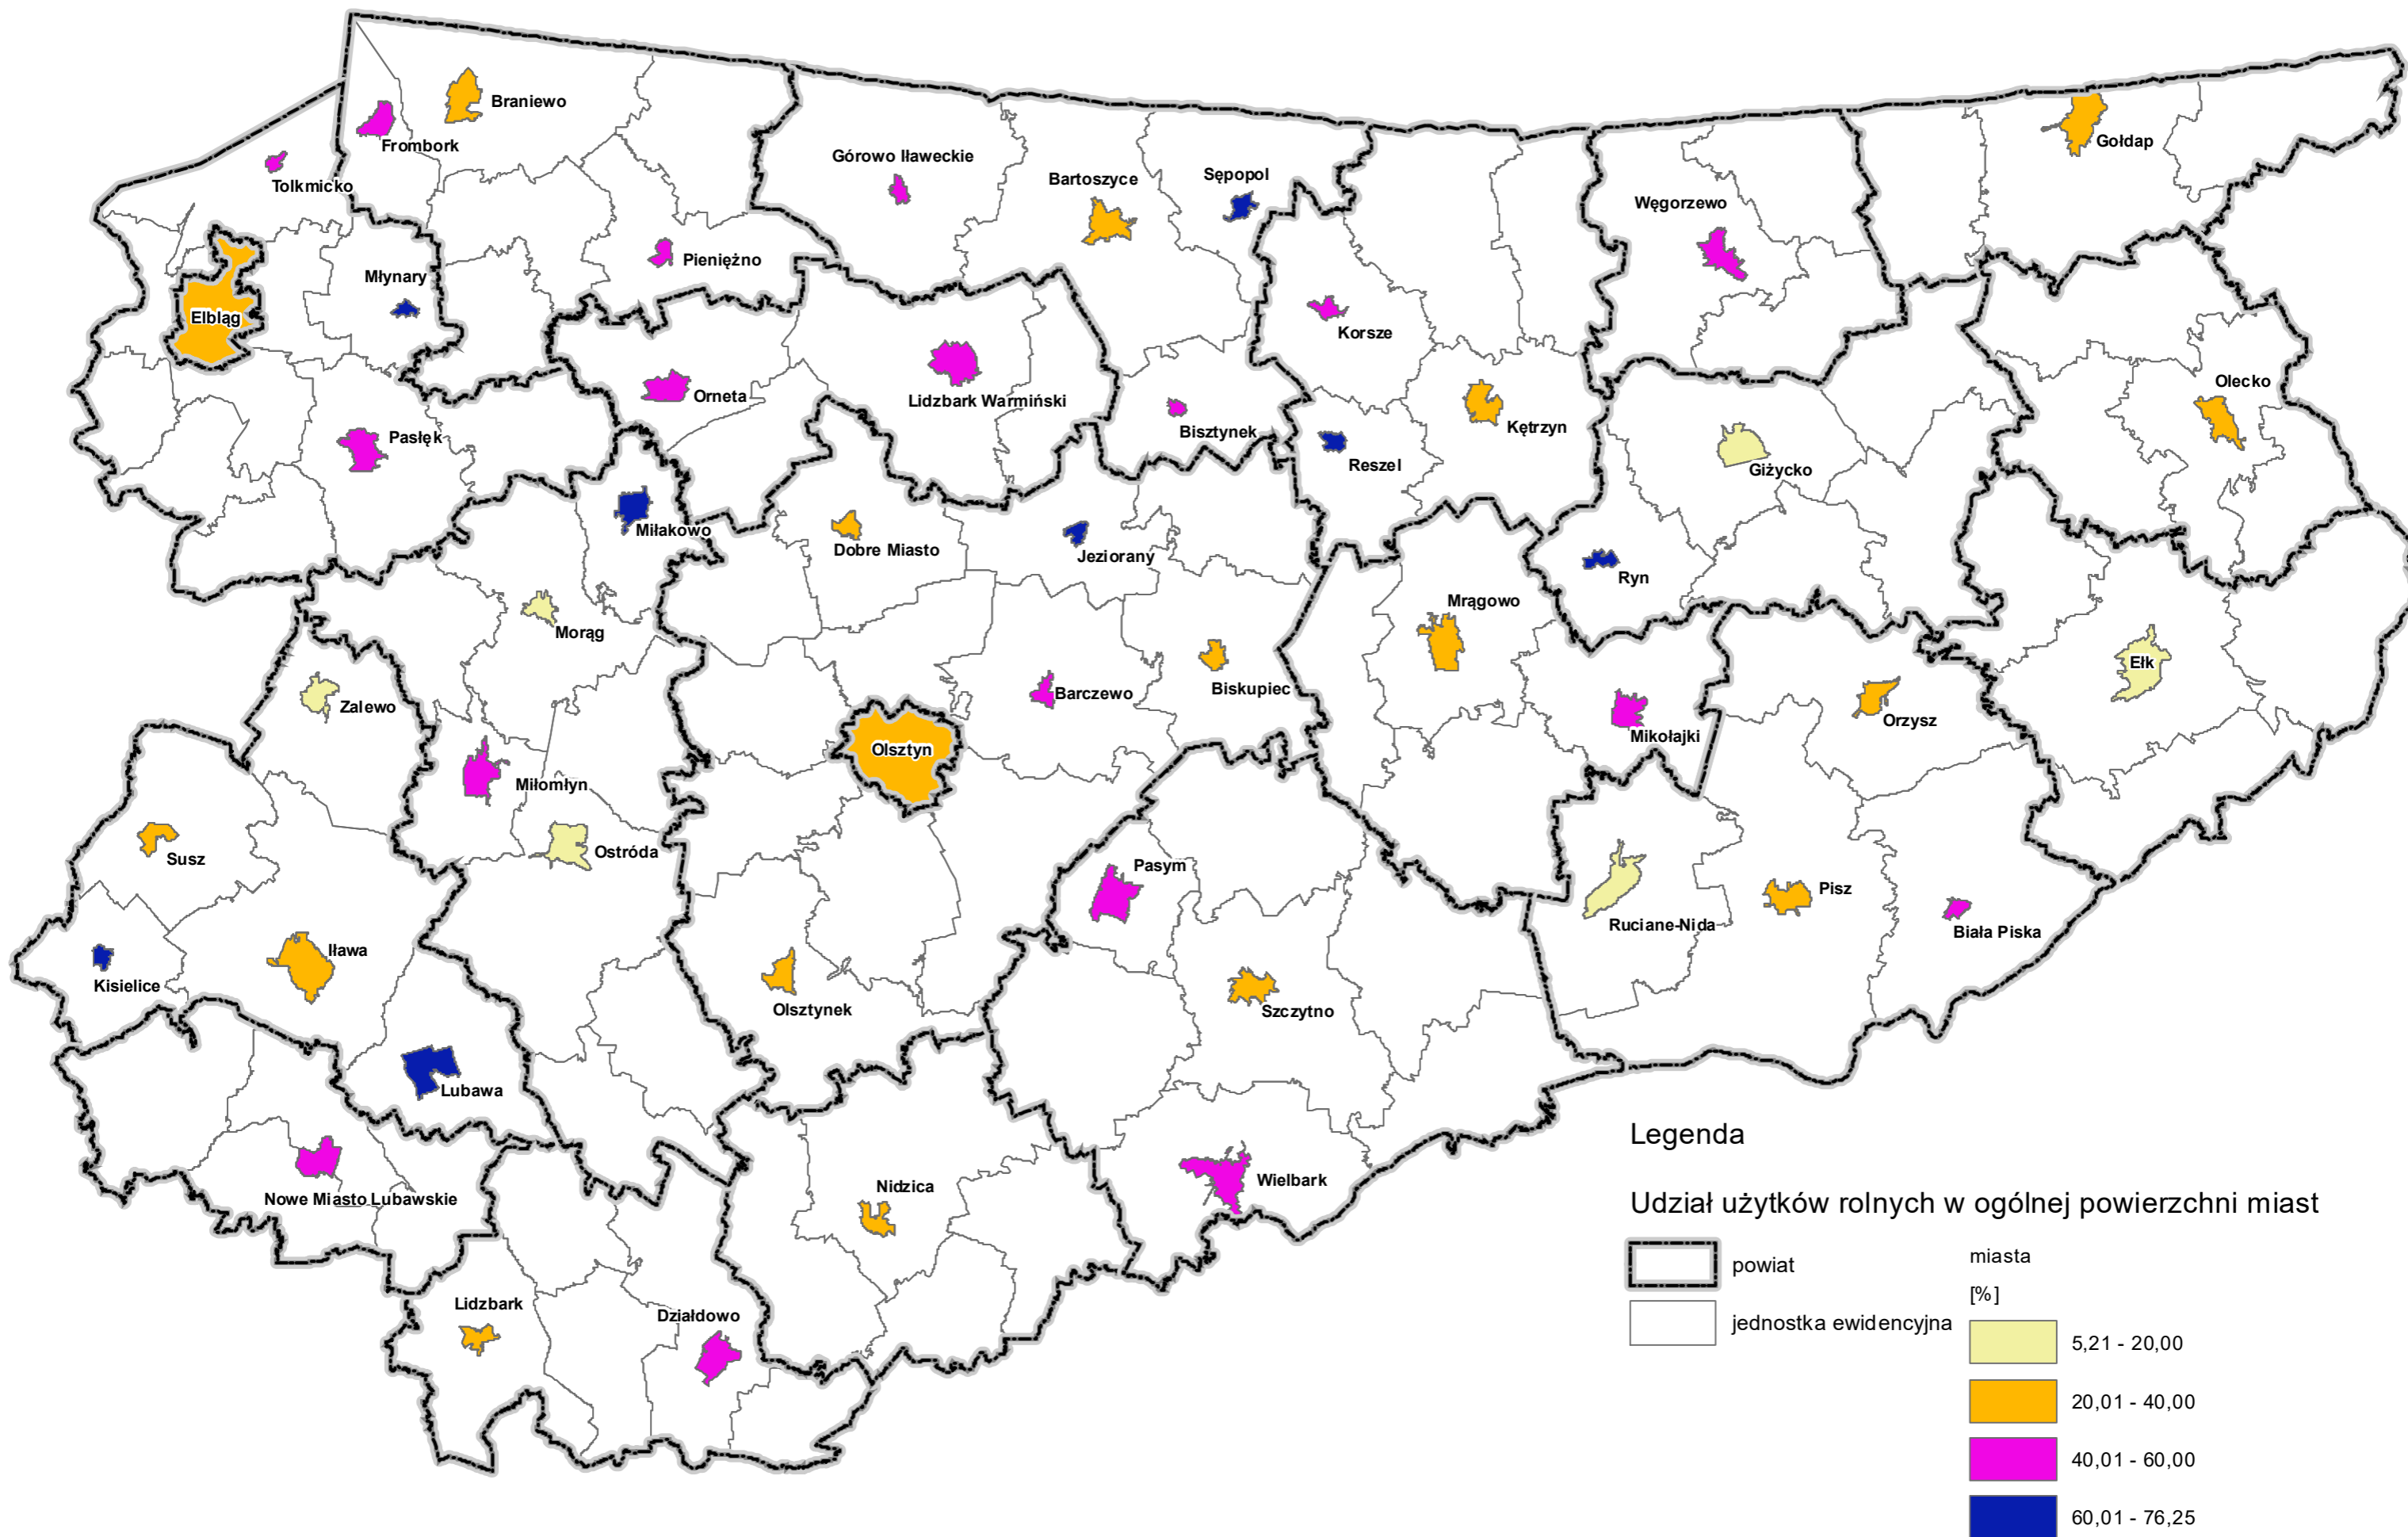 Braniewo
Frombork
Tolkmicko
Górowo Iławeckie
Bartoszyce
Sępopol
Węgorzewo
Gołdap
Pieniężno
Młynary
Elbląg
Korsze
Orneta
Lidzbark Warmiński
Bisztynek
Kętrzyn
Olecko
Pasłęk
Reszel
Giżycko
Miłakowo
Dobre Miasto
Jeziorany
Ryn
Mrągowo
Morąg
Zalewo
Barczewo
Biskupiec
Ełk
Orzysz
Mikołajki
Olsztyn
Miłomłyn
Ostróda
Susz
Pasym
Pisz
Ruciane-Nida
Biała Piska
Iława
Kisielice
Olsztynek
Szczytno
Lubawa
Nowe Miasto Lubawskie
Nidzica
Wielbark
Lidzbark
Działdowo
Legenda
Udział użytków rolnych w ogólnej powierzchni miast
powiat
jednostka ewidencyjna
miasta
[%]
5,21 - 20,00
20,01 - 40,00
40,01 - 60,00
60,01 - 76,25